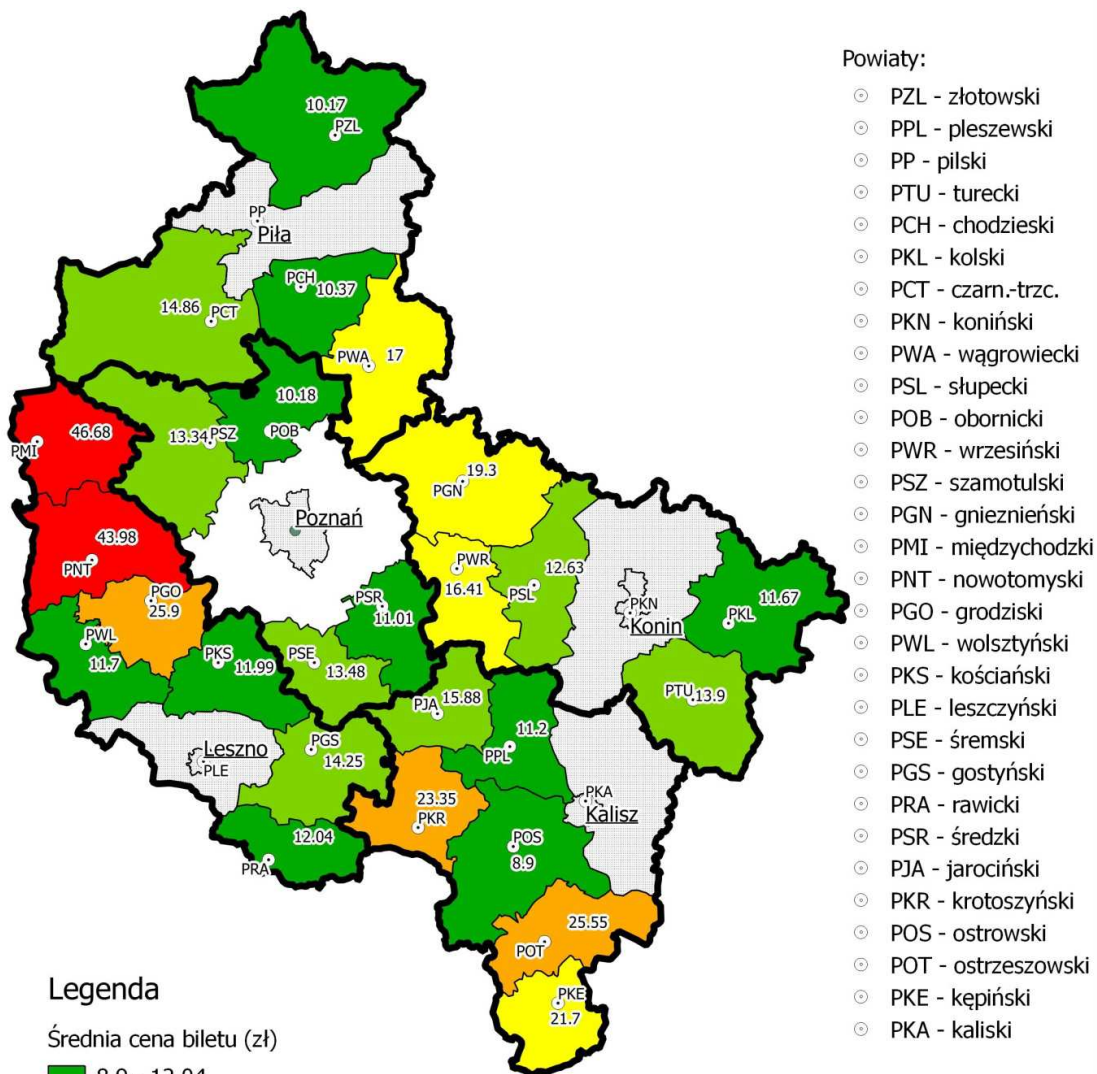 Powiaty:
PZL - złotowski
PPL - pleszewski
PP - pilski
PTU - turecki
PCH - chodzieski
PKL - kolski
PCT - czarn.-trzc.
PKN - koniński
PWA - wągrowiecki
PSL - słupecki
POB - obornicki
PWR - wrzesiński
PSZ - szamotulski
PGN - gnieznieński
PMI - międzychodzki
PNT - nowotomyski
PGO - grodziski
PWL - wolsztyński
PKS - kościański
PLE - leszczyński
PSE - śremski
PGS - gostyński
PRA - rawicki
PSR - średzki
PJA - jarociński
PKR - krotoszyński
POS - ostrowski
POT - ostrzeszowski
PKE - kępiński
PKA - kaliski
10.17
PZL
PP
Piła
PCH
10.37
14.86
PCT
PWA 17
10.18
POB
46.68
PMI
13.34 PSZ
19.3
PGN
Poznań
43.98
PNT
PWR
16.41
12.63
PSL
PGO
25.9
PSR
11.01
PKN
Konin
11.67
PKL
PWL
11.7
PKS
11.99
PSE
13.48
PTU 13.9
15.88
PJA
PGS
14.25
11.2
PPL
Leszno
PLE
PKA
Kalisz
23.35
PKR
12.04
PRA
POS
8.9
25.55
POT
PKE
21.7
Legenda
Średnia cena biletu (zł)
8.9 - 12.04